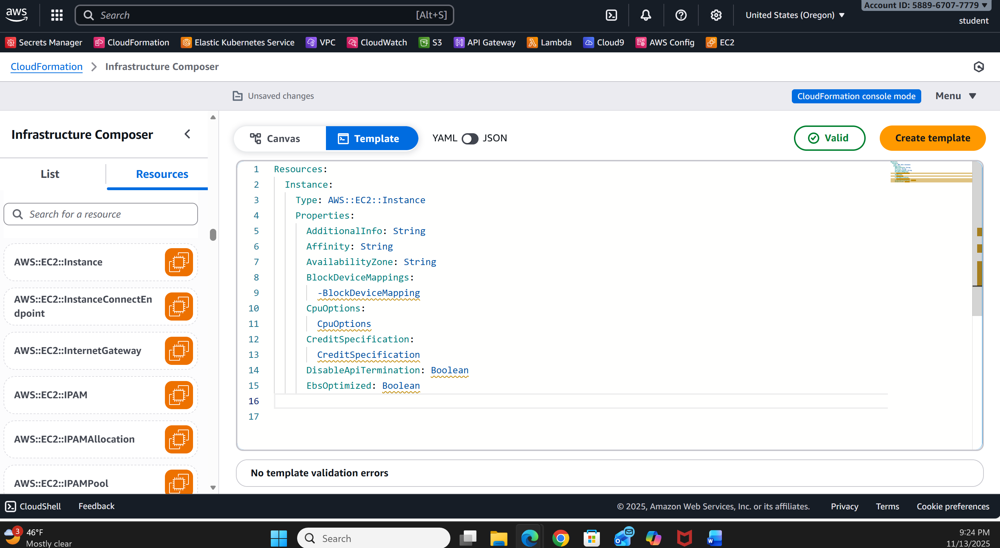 aws
Search [Alt+S]
United States (Oregon)
Account ID: 5889-6707-7779
student
Secrets Manager CloudFormation Elastic Kubernetes Service VPC CloudWatch S3 API Gateway Lambda Cloud9 AWS Config EC2
CloudFormation Infrastructure Composer
Unsaved changes CloudFormation console mode Menu
Infrastructure Composer
List Resources
Search for a resource
AWS::EC2::Instance
AWS::EC2::InstanceConnectEn
dpoint
AWS::EC2::InternetGateway
AWS::EC2::IPAM
AWS::EC2::IPAMAllocation
AWS::EC2::IPAMPool
Canvas Template YAML JSON Valid Create template
1 Resources:
2 Instance:
3 Type: AWS::EC2::Instance
4 Properties:
5 AdditionalInfo: String
6 Affinity: String
7 AvailabilityZone: String
8 BlockDeviceMappings:
9 -BlockDeviceMapping
10 CpuOptions:
11 CpuOptions
12 CreditSpecification:
13 CreditSpecification
14 DisableApiTermination: Boolean
15 EbsOptimized: Boolean
16
17
No template validation errors
CloudShell Feedback © 2025, Amazon Web Services, Inc. or its affiliates. Privacy Terms Cookie preferences
3 46°F
Mostly clear
Search
9:24 PM
11/13/2025